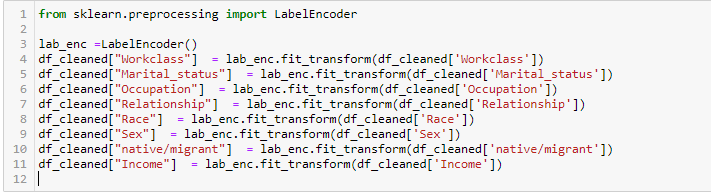 1 from sklearn.preprocessing import LabelEncoder
2
3 lab_enc =LabelEncoder()
4 df_cleaned["Workclass"]  = lab_enc.fit_transform(df_cleaned['Workclass'])
5 df_cleaned["Marital_status"]  = lab_enc.fit_transform(df_cleaned['Marital_status'])
6 df_cleaned["Occupation"]  = lab_enc.fit_transform(df_cleaned['Occupation'])
7 df_cleaned["Relationship"]  = lab_enc.fit_transform(df_cleaned['Relationship'])
8 df_cleaned["Race"]  = lab_enc.fit_transform(df_cleaned['Race'])
9 df_cleaned["Sex"]  = lab_enc.fit_transform(df_cleaned['Sex'])
10 df_cleaned["native/migrant"]  = lab_enc.fit_transform(df_cleaned['native/migrant'])
11 df_cleaned["Income"]  = lab_enc.fit_transform(df_cleaned['Income'])
12